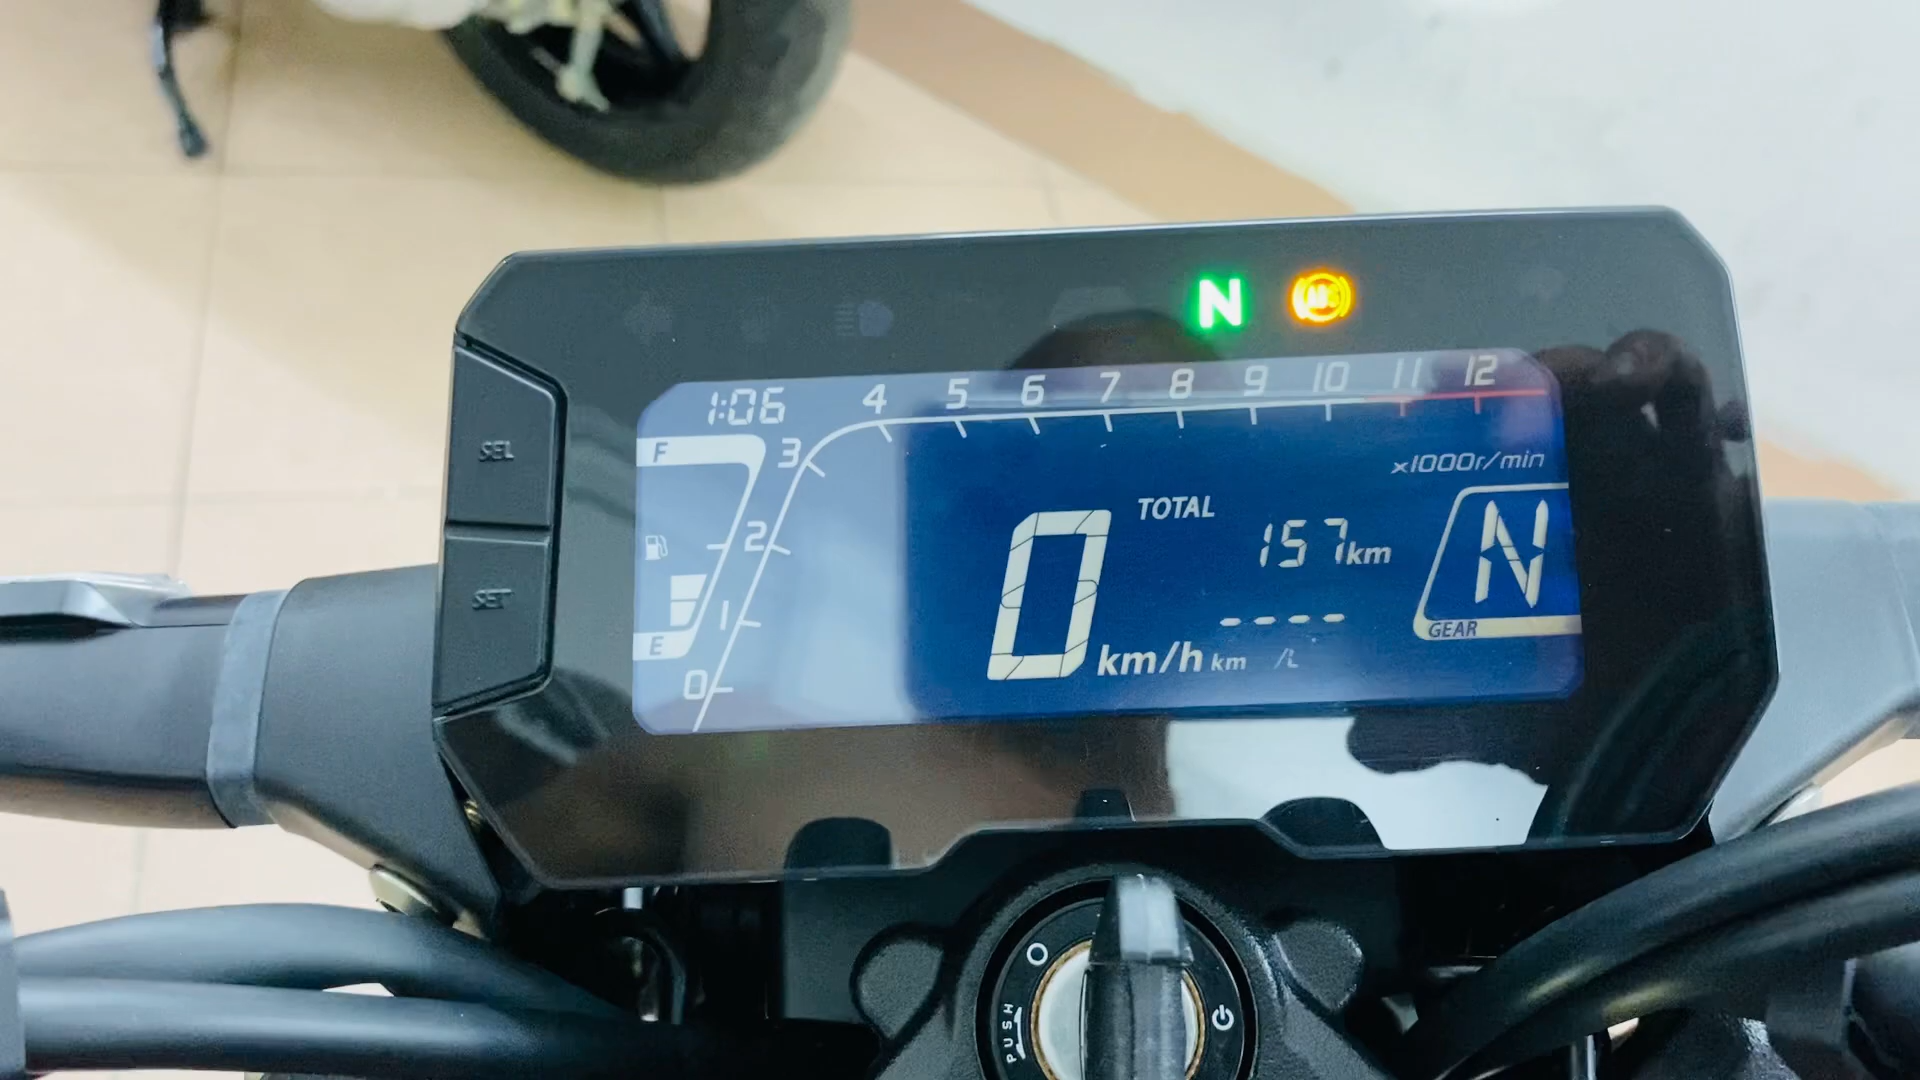 N ABS
1:06 4 5 6 7 8 9 10 11 12
F 3 x1000r/min
SEL
TOTAL
2 157km N
0
SET 1
E GEAR
km/h km /L
0
PUSH